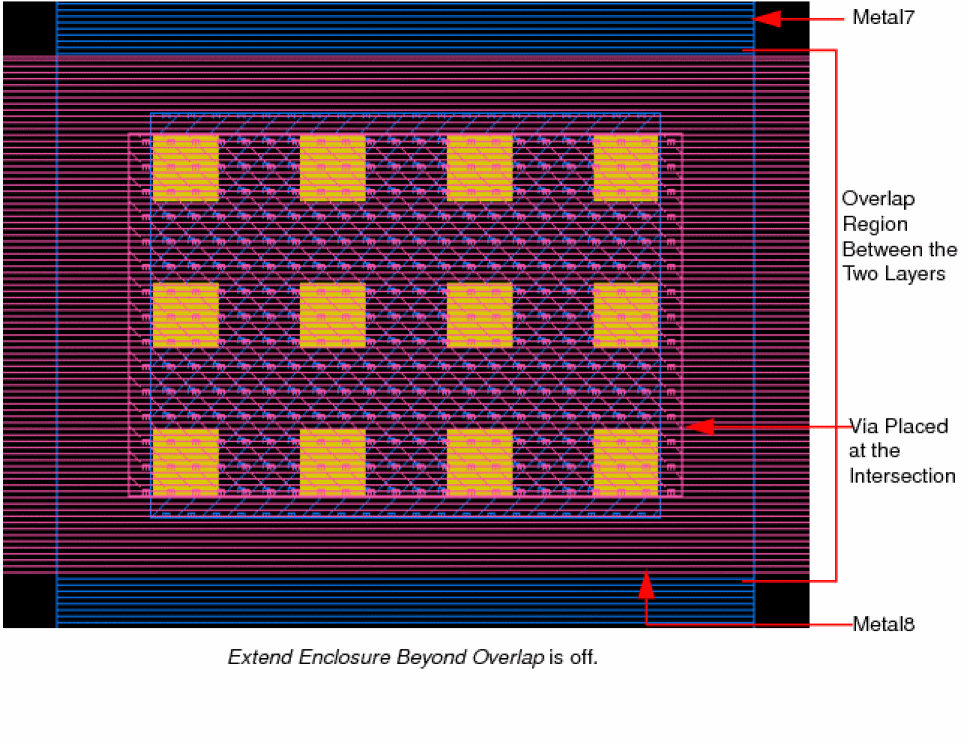 Metal7
Overlap
Region
Between the
Two Layers
Via Placed
at the
Intersection
Metal8
Extend Enclosure Beyond Overlap is off.